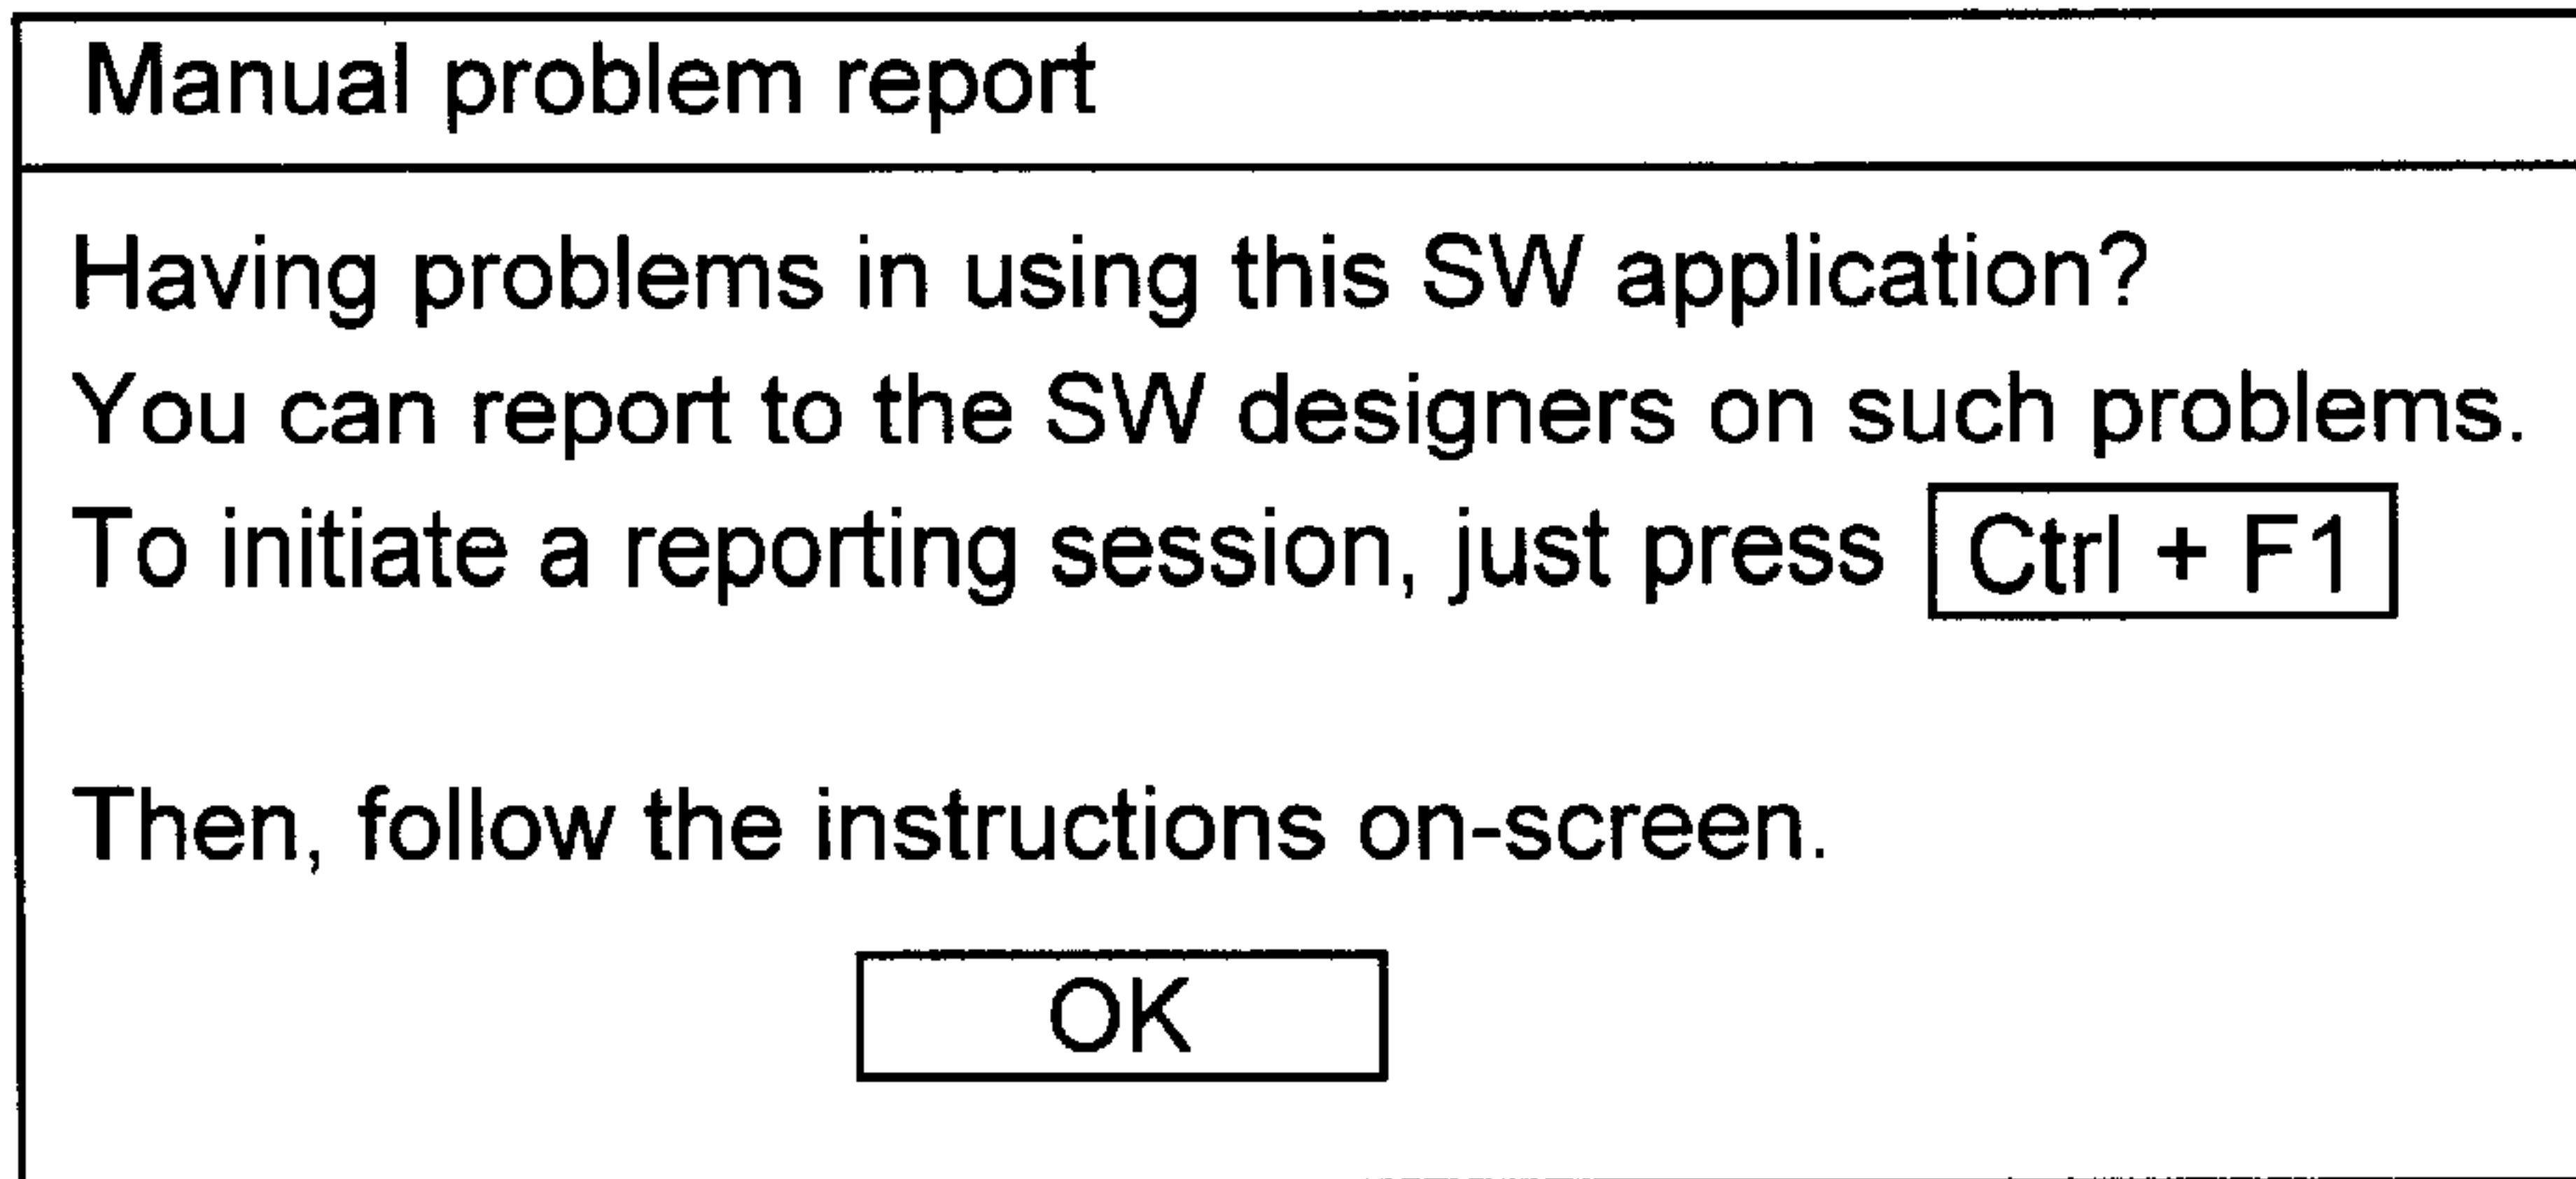 Manual problem report
Having problems in using this SW application?
You can report to the SW designers on such problems.
To initiate a reporting session, just press Ctrl + F1
Then, follow the instructions on-screen.
OK